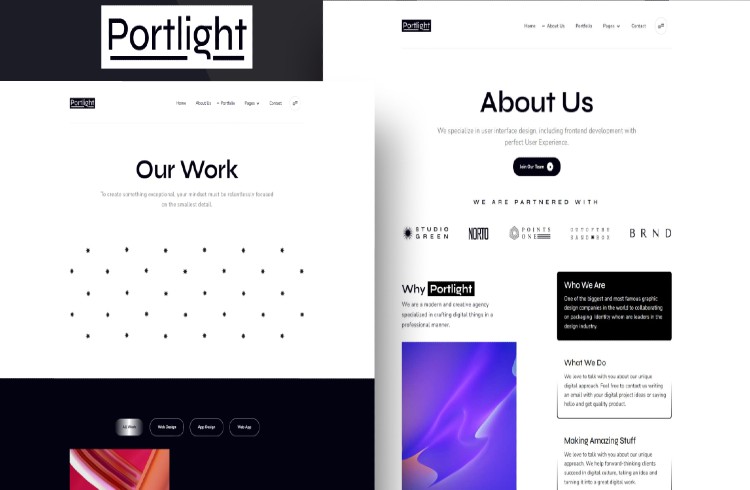 Portlight
Portlight
Home
About Us
Portfolio
Pages
Contact
Our Work
To create something exceptional, your mindset must be relentlessly focused
on the smallest detail.
All Work
Web Design
App Design
Web App
Portlight
Home
About Us
Portfolio
Pages
Contact
About Us
We specialize in user interface design, including frontend development with
perfect User Experience.
Join Our Team
WE ARE PARTNERED WITH
STUDIO
GREEN
NORTO
POINTS
ONE
OUTOFTHE
SANDBOX
BRND
Why Portlight
We are a modern and creative agency
specialized in crafting digital things in a
professional manner.
Who We Are
One of the biggest and most famous graphic
design companies in the world to collaborating
on packaging identity whom are leaders in the
design industry.
What We Do
We love to talk with you about our unique
digital approach. Feel free to contact us writing
an email with your digital project ideas or saying
hello and get quality product.
Making Amazing Stuff
We love to talk with you about our unique
approach. We help forward-thinking clients
succeed in digital culture, taking an idea and
turning it into a great digital work.